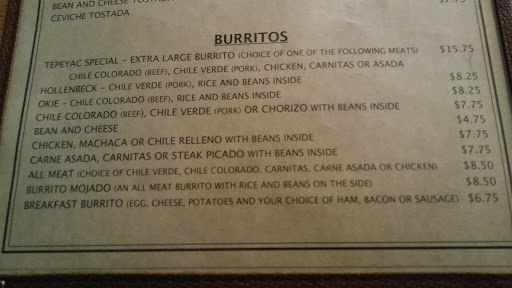 BEAN AND CHEESE
CEVICHE TOSTADA
BURRITOS
TEPEYAC SPECIAL – EXTRA LARGE BURRITO (CHOICE OF ONE OF THE FOLLOWING MEATS) $15.75
CHILE COLORADO (BEEF), CHILE VERDE (PORK), CHICKEN, CARNITAS OR ASADA
HOLLENBECK – CHILE VERDE (PORK), RICE AND BEANS INSIDE $8.25
OKIE – CHILE COLORADO (BEEF), RICE AND BEANS INSIDE $8.25
CHILE COLORADO (BEEF), CHILE VERDE (PORK) OR CHORIZO WITH BEANS INSIDE $7.75
BEAN AND CHEESE $4.75
CHICKEN, MACHACA OR CHILE RELLENO WITH BEANS INSIDE $7.75
CARNE ASADA, CARNITAS OR STEAK PICADO WITH BEANS INSIDE $7.75
ALL MEAT (CHOICE OF CHILE VERDE, CHILE COLORADO, CARNITAS, CARNE ASADA OR CHICKEN) $8.50
BURRITO MOJADO (AN ALL MEAT BURRITO WITH RICE AND BEANS ON THE SIDE) $8.50
BREAKFAST BURRITO (EGG, CHEESE, POTATOES AND YOUR CHOICE OF HAM, BACON OR SAUSAGE) $6.75